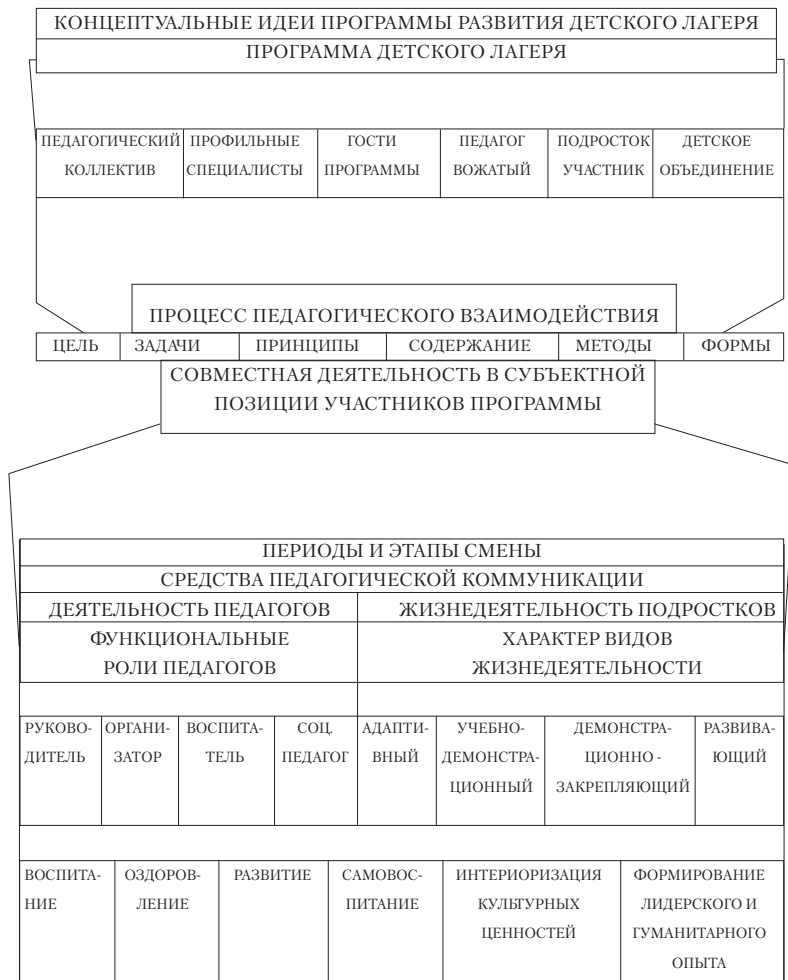 КОНЦЕПТУАЛЬНЫЕ ИДЕИ ПРОГРАММЫ РАЗВИТИЯ ДЕТСКОГО ЛАГЕРЯ
ПРОГРАММА ДЕТСКОГО ЛАГЕРЯ
ПЕДАГОГИЧЕСКИЙ
КОЛЛЕКТИВ
ПРОФИЛЬНЫЕ
СПЕЦИАЛИСТЫ
ГОСТИ
ПРОГРАММЫ
ПЕДАГОГ
ВОЖАТЫЙ
ПОДРОСТОК
УЧАСТНИК
ДЕТСКОЕ
ОБЪЕДИНЕНИЕ
ПРОЦЕСС ПЕДАГОГИЧЕСКОГО ВЗАИМОДЕЙСТВИЯ
ЦЕЛЬ
ЗАДАЧИ
ПРИНЦИПЫ
СОДЕРЖАНИЕ
МЕТОДЫ
ФОРМЫ
СОВМЕСТНАЯ ДЕЯТЕЛЬНОСТЬ В СУБЪЕКТНОЙ
ПОЗИЦИИ УЧАСТНИКОВ ПРОГРАММЫ
ПЕРИОДЫ И ЭТАПЫ СМЕНЫ
СРЕДСТВА ПЕДАГОГИЧЕСКОЙ КОММУНИКАЦИИ
ДЕЯТЕЛЬНОСТЬ ПЕДАГОГОВ
ЖИЗНЕДЕЯТЕЛЬНОСТЬ ПОДРОСТКОВ
ФУНКЦИОНАЛЬНЫЕ
РОЛИ ПЕДАГОГОВ
ХАРАКТЕР ВИДОВ
ЖИЗНЕДЕЯТЕЛЬНОСТИ
РУКОВО-
ДИТЕЛЬ
ОРГАНИ-
ЗАТОР
ВОСПИТА-
ТЕЛЬ
СОЦ.
ПЕДАГОГ
АДАПТИ-
ВНЫЙ
УЧЕБНО-
ДЕМОНСТРА-
ЦИОННЫЙ
ДЕМОНСТРА-
ЦИОННО -
ЗАКРЕПЛЯЮЩИЙ
РАЗВИВА-
ЮЩИЙ
ВОСПИТА-
НИЕ
ОЗДОРОВ-
ЛЕНИЕ
РАЗВИТИЕ
САМОВОС-
ПИТАНИЕ
ИНТЕРИОРИЗАЦИЯ
КУЛЬТУРНЫХ
ЦЕННОСТЕЙ
ФОРМИРОВАНИЕ
ЛИДЕРСКОГО И
ГУМАНИТАРНОГО
ОПЫТА